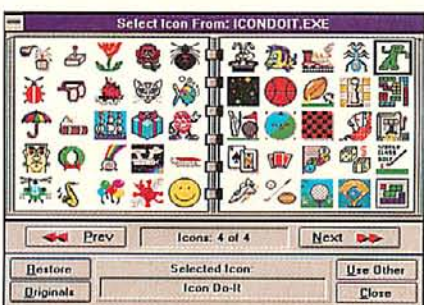 Select Icon From: ICONDOIT.EXE
Prev
Icons: 4 of 4
Next
Restore
Selected Icon:
Use Other
Originals
Icon Do-It
Close